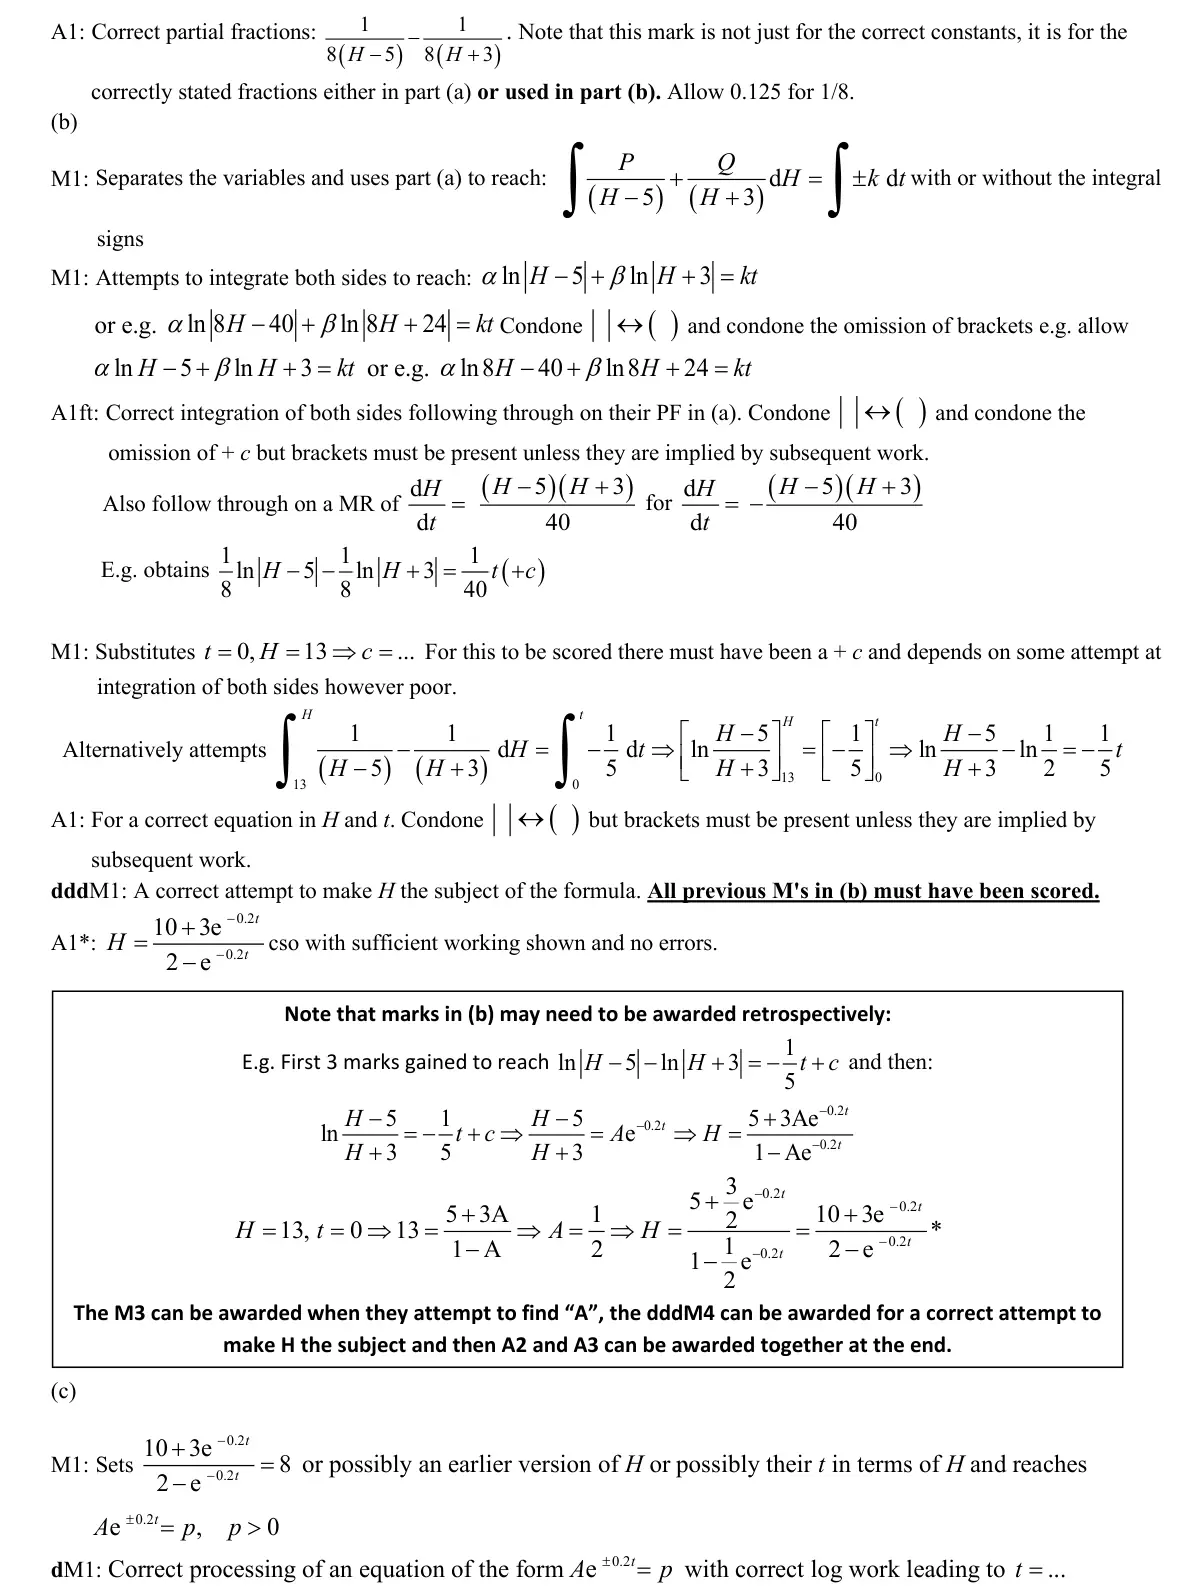 A1: Correct partial fractions: 1/(8(H − 5)) − 1/(8(H + 3)). Note that this mark is not just for the correct constants, it is for the
correctly stated fractions either in part (a) or used in part (b). Allow 0.125 for 1/8.
(b)
M1: Separates the variables and uses part (a) to reach: ∫ P/(H − 5) + Q/(H + 3) dH = ∫ ±k dt with or without the integral
signs
M1: Attempts to integrate both sides to reach: α ln|H − 5| + β ln|H + 3| = kt
or e.g. α ln|8H − 40| + β ln|8H + 24| = kt Condone | | ↔ ( ) and condone the omission of brackets e.g. allow
α ln H − 5 + β ln H + 3 = kt or e.g. α ln 8H − 40 + β ln 8H + 24 = kt
A1ft: Correct integration of both sides following through on their PF in (a). Condone | | ↔ ( ) and condone the
omission of + c but brackets must be present unless they are implied by subsequent work.
Also follow through on a MR of dH/dt = (H − 5)(H + 3)/40 for dH/dt = −(H − 5)(H + 3)/40
E.g. obtains 1/8 ln|H − 5| − 1/8 ln|H + 3| = 1/40 t (+c)
M1: Substitutes t = 0, H = 13 ⇒ c = ... For this to be scored there must have been a + c and depends on some attempt at
integration of both sides however poor.
Alternatively attempts ∫₁₃^H 1/(H − 5) − 1/(H + 3) dH = ∫₀^t −1/5 dt ⇒ [ln (H − 5)/(H + 3)]₁₃^H = [−1/5]₀^t ⇒ ln (H − 5)/(H + 3) − ln 1/2 = −1/5 t
A1: For a correct equation in H and t. Condone | | ↔ ( ) but brackets must be present unless they are implied by
subsequent work.
dddM1: A correct attempt to make H the subject of the formula. All previous M's in (b) must have been scored.
A1*: H = (10 + 3e^(−0.2t))/(2 − e^(−0.2t)) cso with sufficient working shown and no errors.
Note that marks in (b) may need to be awarded retrospectively:
E.g. First 3 marks gained to reach ln|H − 5| − ln|H + 3| = −1/5 t + c and then:
ln (H − 5)/(H + 3) = −1/5 t + c ⇒ (H − 5)/(H + 3) = Ae^(−0.2t) ⇒ H = (5 + 3Ae^(−0.2t))/(1 − Ae^(−0.2t))
H = 13, t = 0 ⇒ 13 = (5 + 3A)/(1 − A) ⇒ A = 1/2 ⇒ H = (5 + 3/2 e^(−0.2t))/(1 − 1/2 e^(−0.2t)) = (10 + 3e^(−0.2t))/(2 − e^(−0.2t)) *
The M3 can be awarded when they attempt to find “A”, the dddM4 can be awarded for a correct attempt to
make H the subject and then A2 and A3 can be awarded together at the end.
(c)
M1: Sets (10 + 3e^(−0.2t))/(2 − e^(−0.2t)) = 8 or possibly an earlier version of H or possibly their t in terms of H and reaches
Ae^(±0.2t) = p, p > 0
dM1: Correct processing of an equation of the form Ae^(±0.2t) = p with correct log work leading to t = ...